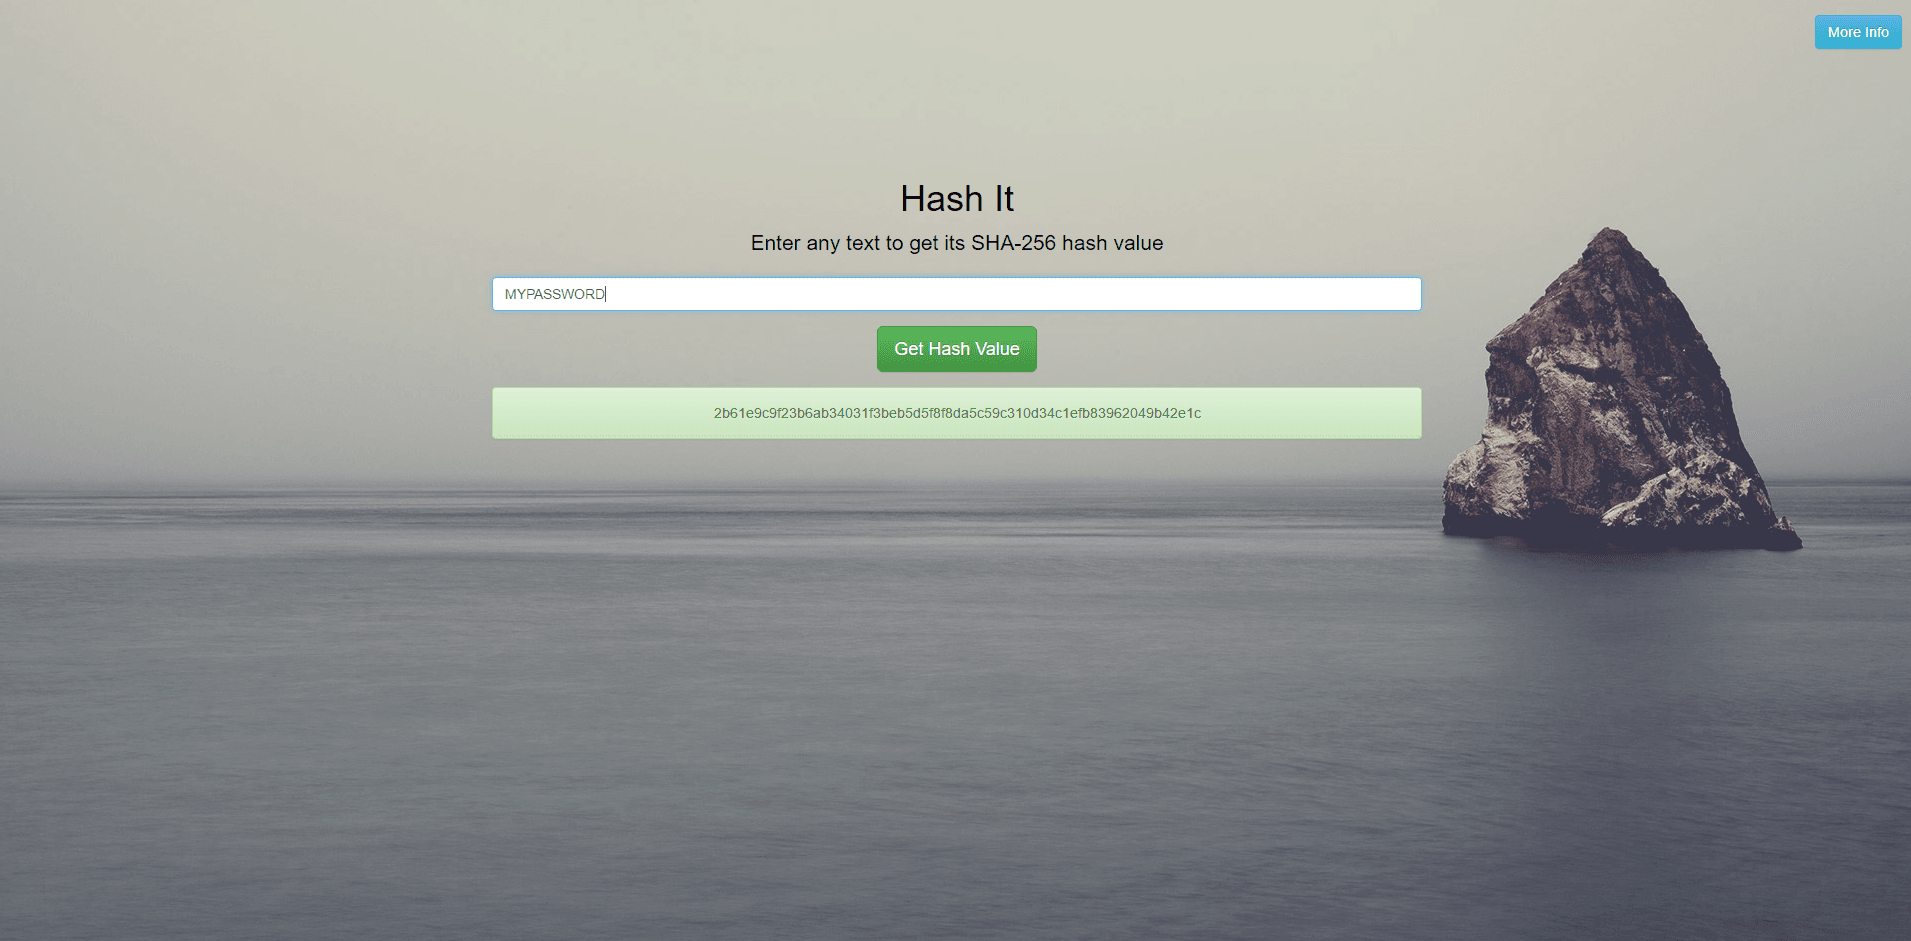 More Info
Hash It
Enter any text to get its SHA-256 hash value
MYPASSWORD
Get Hash Value
2b61e9c9f23b6ab34031f3beb5d5f8f8da5c59c310d34c1efb83962049b42e1c